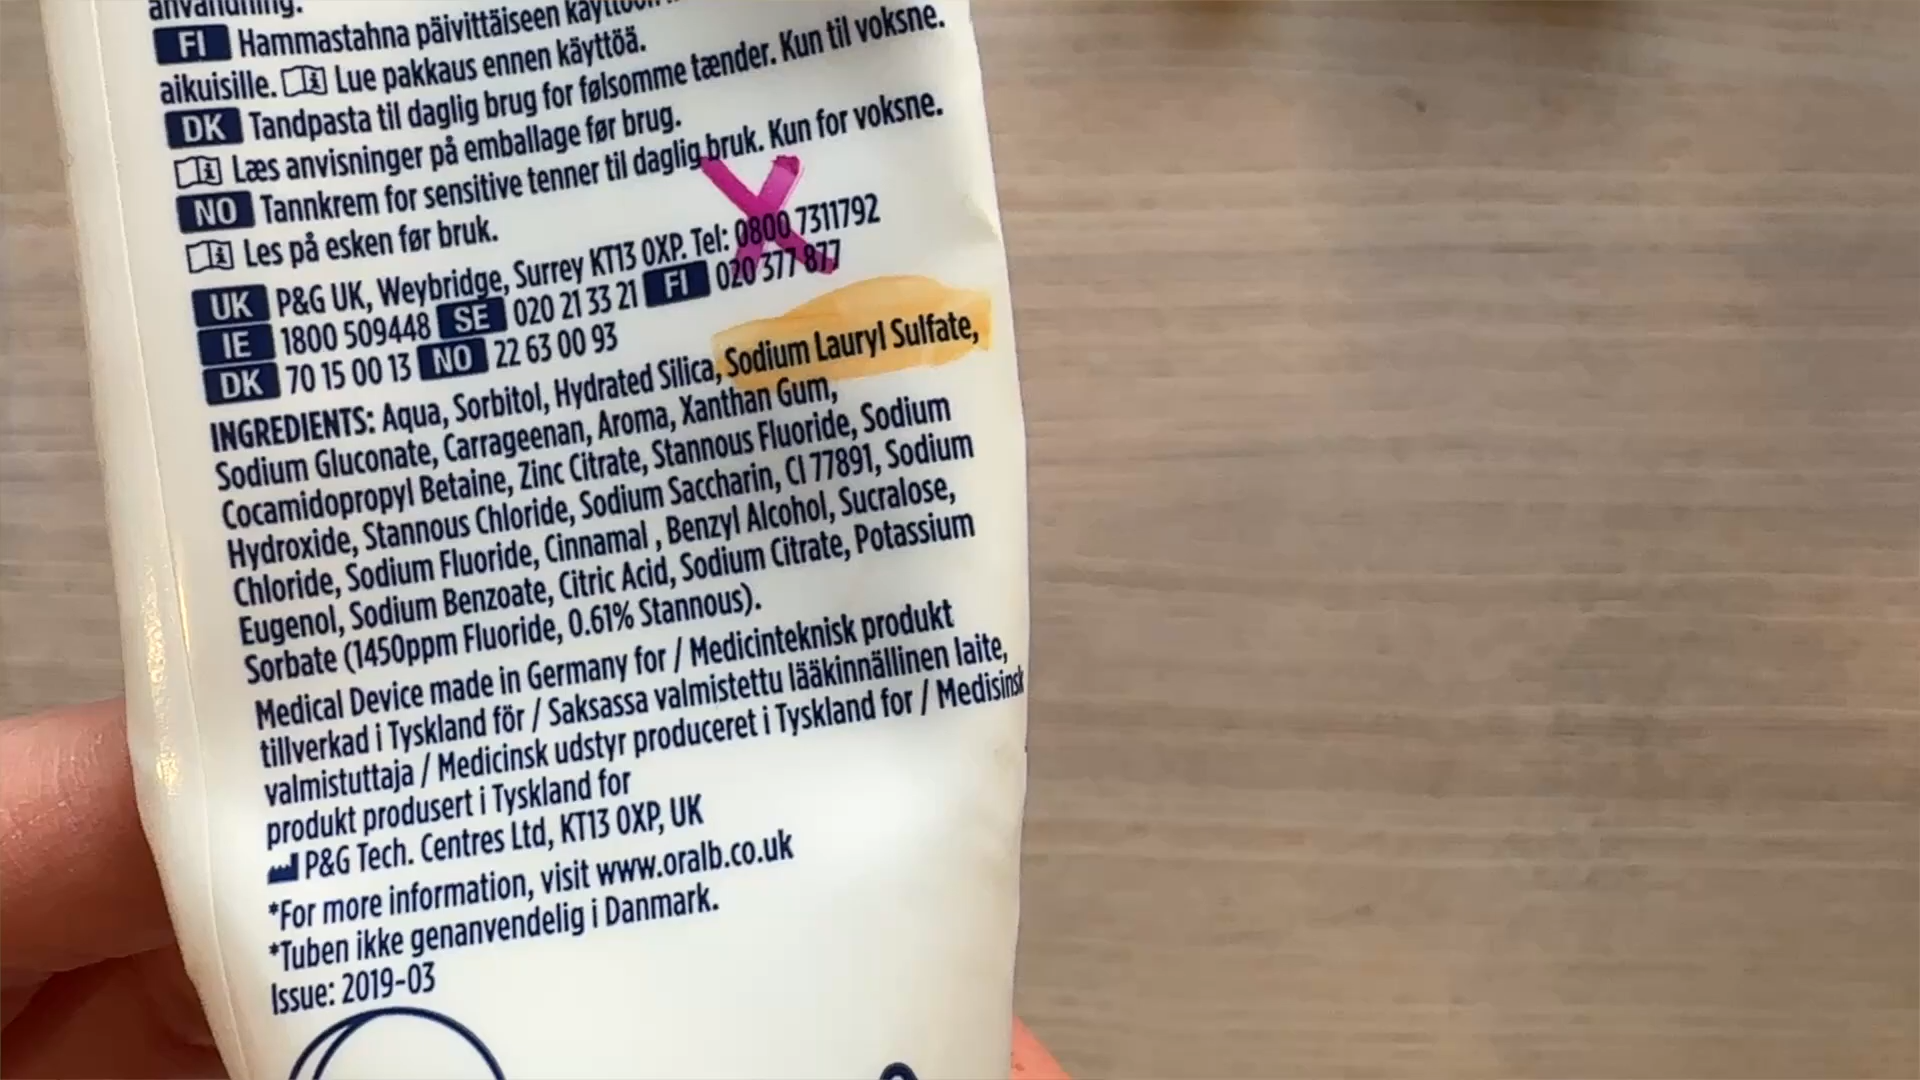 användning.
FI Hammastahna päivittäiseen
aikuisille. Lue pakkaus ennen käyttöä.
DK Tandpasta til daglig brug for følsomme tænder. Kun til voksne.
Læs anvisninger på emballage før brug.
NO Tannkrem for sensitive tenner til daglig bruk. Kun for voksne.
Les på esken før bruk.
UK P&G UK, Weybridge, Surrey KT13 0XP. Tel: 0800 7311792
IE 1800 509448 SE 020 21 33 21 FI 020 377 877
DK 70 15 00 13 NO 22 63 00 93
INGREDIENTS: Aqua, Sorbitol, Hydrated Silica, Sodium Lauryl Sulfate,
Sodium Gluconate, Carrageenan, Aroma, Xanthan Gum,
Cocamidopropyl Betaine, Zinc Citrate, Stannous Fluoride, Sodium
Hydroxide, Stannous Chloride, Sodium Saccharin, CI 77891, Sodium
Chloride, Sodium Fluoride, Cinnamal , Benzyl Alcohol, Sucralose,
Eugenol, Sodium Benzoate, Citric Acid, Sodium Citrate, Potassium
Sorbate (1450ppm Fluoride, 0.61% Stannous).
Medical Device made in Germany for / Medicinteknisk produkt
tillverkad i Tyskland för / Saksassa valmistettu lääkinnällinen laite,
valmistuttaja / Medicinsk udstyr produceret i Tyskland for / Medisinsk
produkt produsert i Tyskland for
P&G Tech. Centres Ltd, KT13 0XP, UK
*For more information, visit www.oralb.co.uk
*Tuben ikke genanvendelig i Danmark.
Issue: 2019-03